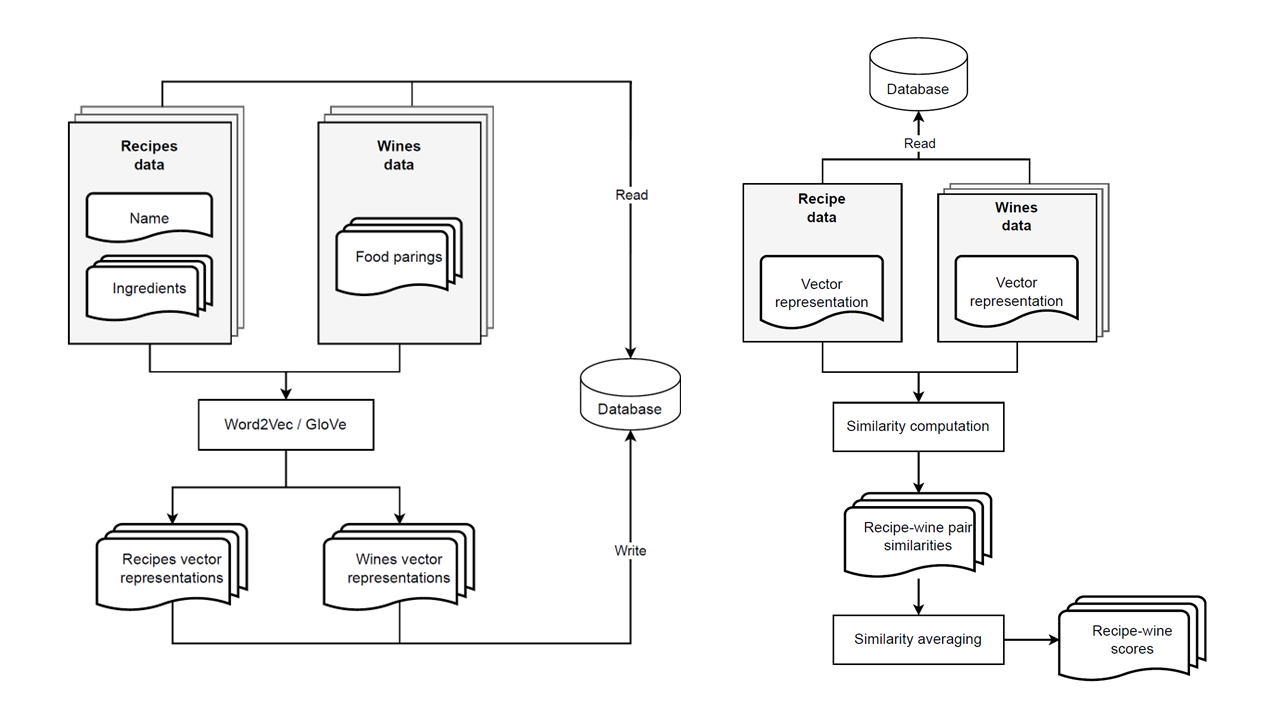 Recipes
data
Name
Ingredients
Wines
data
Food parings
Read
Database
Word2Vec / GloVe
Recipes vector
representations
Wines vector
representations
Write
Database
Read
Recipe
data
Vector
representation
Wines
data
Vector
representation
Similarity computation
Recipe-wine pair
similarities
Similarity averaging
Recipe-wine
scores